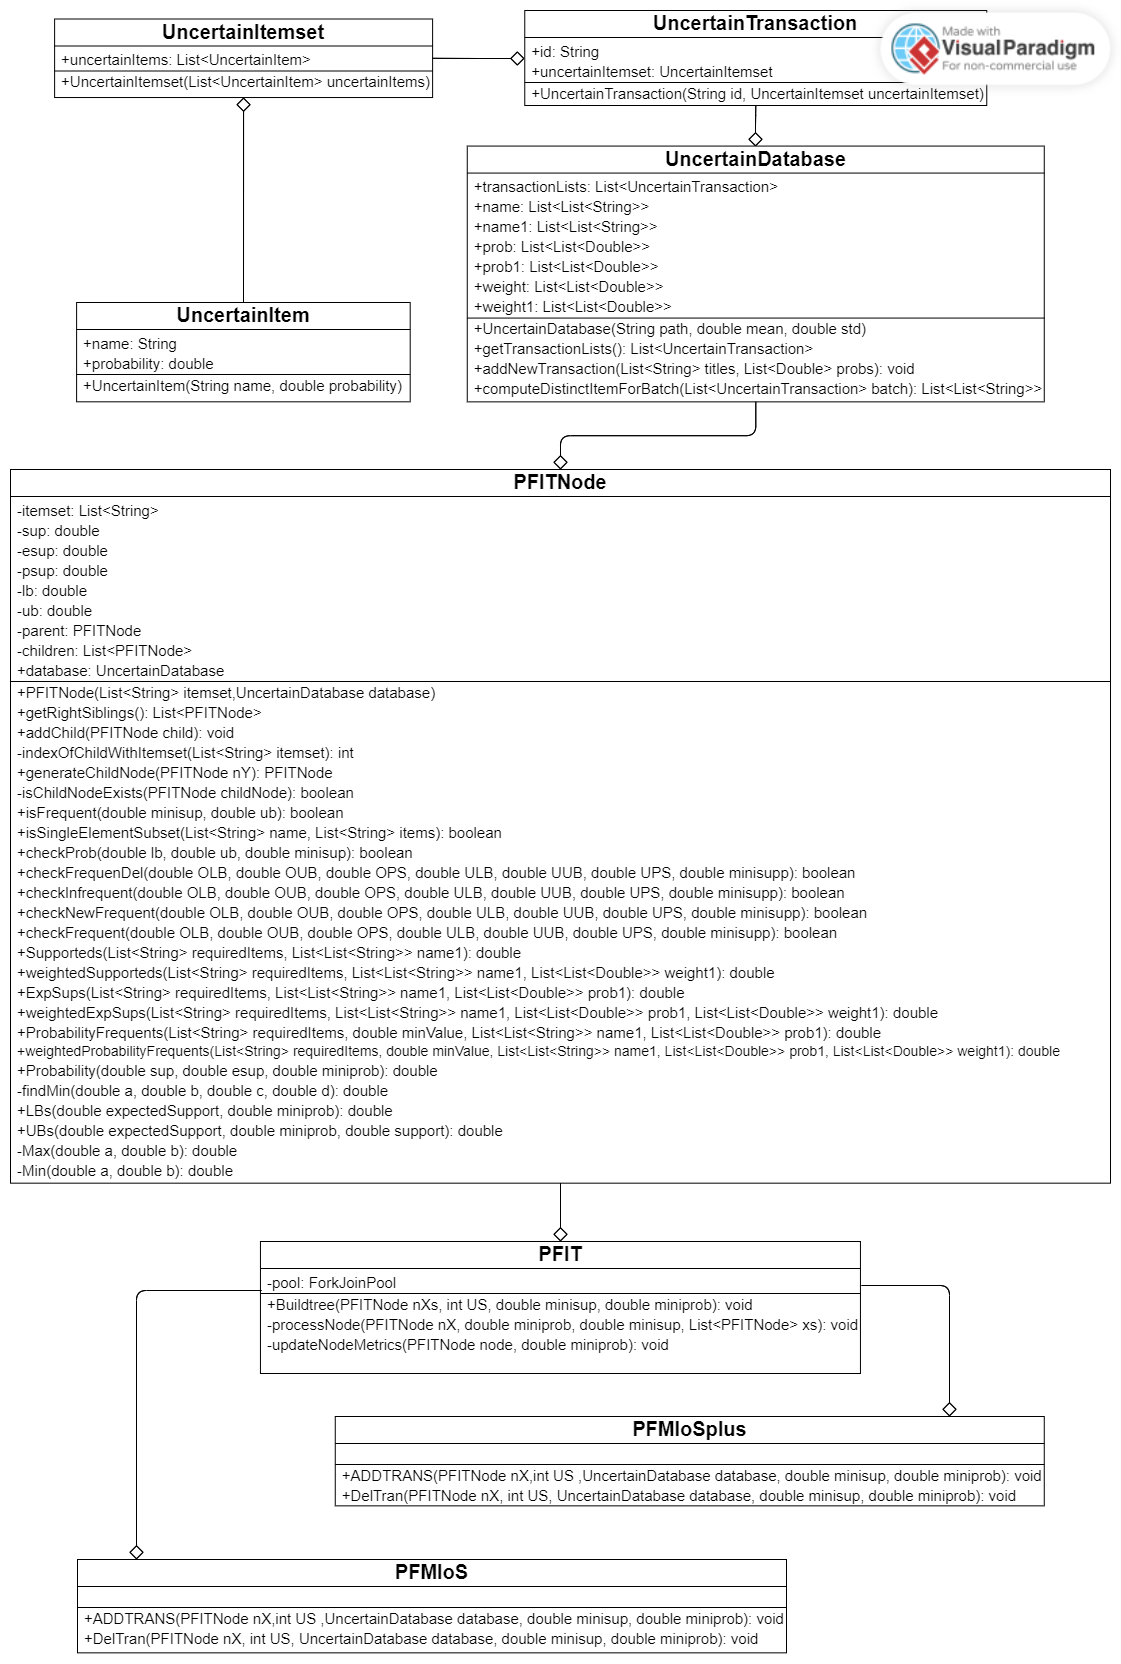 UncertainItemset
+uncertainItems: List<UncertainItem>
+UncertainItemset(List<UncertainItem> uncertainItems)
UncertainTransaction
+id: String
+uncertainItemset: UncertainItemset
+UncertainTransaction(String id, UncertainItemset uncertainItemset)
Made with
Visual Paradigm
For non-commercial use
UncertainDatabase
+transactionLists: List<UncertainTransaction>
+name: List<List<String>>
+name1: List<List<String>>
+prob: List<List<Double>>
+prob1: List<List<Double>>
+weight: List<List<Double>>
+weight1: List<List<Double>>
+UncertainDatabase(String path, double mean, double std)
+getTransactionLists(): List<UncertainTransaction>
+addNewTransaction(List<String> titles, List<Double> probs): void
+computeDistinctItemForBatch(List<UncertainTransaction> batch): List<List<String>>
UncertainItem
+name: String
+probability: double
+UncertainItem(String name, double probability)
PFITNode
-itemset: List<String>
-sup: double
-esup: double
-psup: double
-lb: double
-ub: double
-parent: PFITNode
-children: List<PFITNode>
+database: UncertainDatabase
+PFITNode(List<String> itemset,UncertainDatabase database)
+getRightSiblings(): List<PFITNode>
+addChild(PFITNode child): void
-indexOfChildWithItemset(List<String> itemset): int
+generateChildNode(PFITNode nY): PFITNode
-isChildNodeExists(PFITNode childNode): boolean
+isFrequent(double minisup, double ub): boolean
+isSingleElementSubset(List<String> name, List<String> items): boolean
+checkProb(double lb, double ub, double minisup): boolean
+checkFrequenDel(double OLB, double OUB, double OPS, double ULB, double UUB, double UPS, double minisupp): boolean
+checkInfrequent(double OLB, double OUB, double OPS, double ULB, double UUB, double UPS, double minisupp): boolean
+checkNewFrequent(double OLB, double OUB, double OPS, double ULB, double UUB, double UPS, double minisupp): boolean
+checkFrequent(double OLB, double OUB, double OPS, double ULB, double UUB, double UPS, double minisupp): boolean
+Supporteds(List<String> requiredItems, List<List<String>> name1): double
+weightedSupporteds(List<String> requiredItems, List<List<String>> name1, List<List<Double>> weight1): double
+ExpSups(List<String> requiredItems, List<List<String>> name1, List<List<Double>> prob1): double
+weightedExpSups(List<String> requiredItems, List<List<String>> name1, List<List<Double>> prob1, List<List<Double>> weight1): double
+ProbabilityFrequents(List<String> requiredItems, double minValue, List<List<String>> name1, List<List<Double>> prob1): double
+weightedProbabilityFrequents(List<String> requiredItems, double minValue, List<List<String>> name1, List<List<Double>> prob1, List<List<Double>> weight1): double
+Probability(double sup, double esup, double miniprob): double
-findMin(double a, double b, double c, double d): double
+LBs(double expectedSupport, double miniprob): double
+UBs(double expectedSupport, double miniprob, double support): double
-Max(double a, double b): double
-Min(double a, double b): double
PFIT
-pool: ForkJoinPool
+Buildtree(PFITNode nXs, int US, double minisup, double miniprob): void
-processNode(PFITNode nX, double miniprob, double minisup, List<PFITNode> xs): void
-updateNodeMetrics(PFITNode node, double miniprob): void
PFMIoSplus
+ADDTRANS(PFITNode nX,int US ,UncertainDatabase database, double minisup, double miniprob): void
+DelTran(PFITNode nX, int US, UncertainDatabase database, double minisup, double miniprob): void
PFMIoS
+ADDTRANS(PFITNode nX,int US ,UncertainDatabase database, double minisup, double miniprob): void
+DelTran(PFITNode nX, int US, UncertainDatabase database, double minisup, double miniprob): void